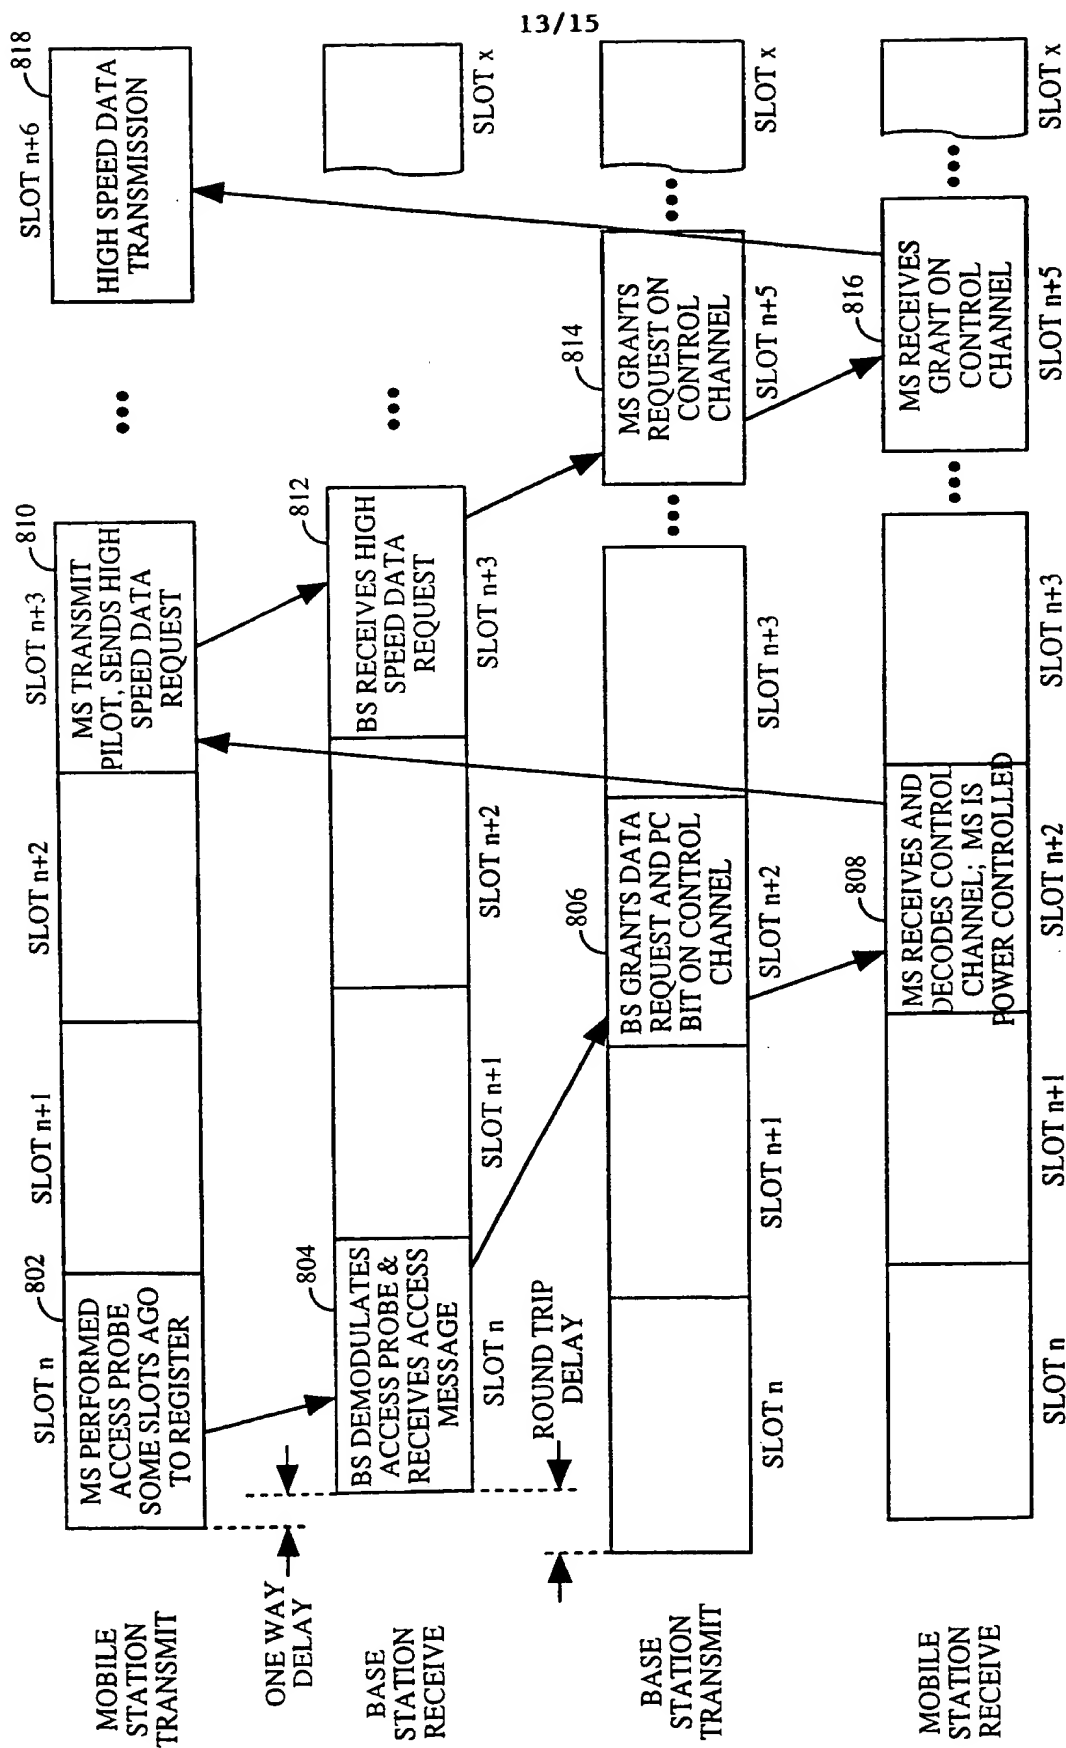 13/15
MOBILE
STATION
TRANSMIT
SLOT n
802
MS PERFORMED
ACCESS PROBE
SOME SLOTS AGO
TO REGISTER
SLOT n+1
SLOT n+2
SLOT n+3
810
MS TRANSMIT
PILOT, SENDS HIGH
SPEED DATA
REQUEST
•••
SLOT n+6
818
HIGH SPEED DATA
TRANSMISSION
ONE WAY
DELAY
BASE
STATION
RECEIVE
804
BS DEMODULATES
ACCESS PROBE &
RECEIVES ACCESS
MESSAGE
SLOT n
SLOT n+1
SLOT n+2
812
BS RECEIVES HIGH
SPEED DATA
REQUEST
SLOT n+3
•••
SLOT x
ROUND TRIP
DELAY
BASE
STATION
TRANSMIT
SLOT n
SLOT n+1
806
BS GRANTS DATA
REQUEST AND PC
BIT ON CONTROL
CHANNEL
SLOT n+2
SLOT n+3
•••
814
MS GRANTS
REQUEST ON
CONTROL
CHANNEL
SLOT n+5
•••
SLOT x
MOBILE
STATION
RECEIVE
SLOT n
SLOT n+1
808
MS RECEIVES AND
DECODES CONTROL
CHANNEL; MS IS
POWER CONTROLLED
SLOT n+2
SLOT n+3
•••
816
MS RECEIVES
GRANT ON
CONTROL
CHANNEL
SLOT n+5
•••
SLOT x